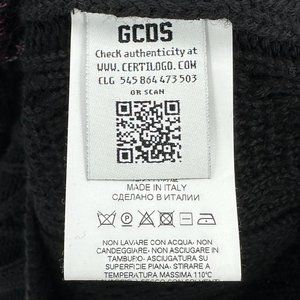 GCDS
Check authenticity at
WWW.CERTILOGO.COM
CLG 545 864 473 503
OR SCAN
MADE IN ITALY
СДЕЛАНО В ИТАЛИИ
NON LAVARE CON ACQUA- NON
CANDEGGIARE- NON ASCIUGARE IN
TAMBURO- ASCIUGATURA SU
SUPERFICIE PIANA- STIRARE A
TEMPERATURA MASSIMA 110°C